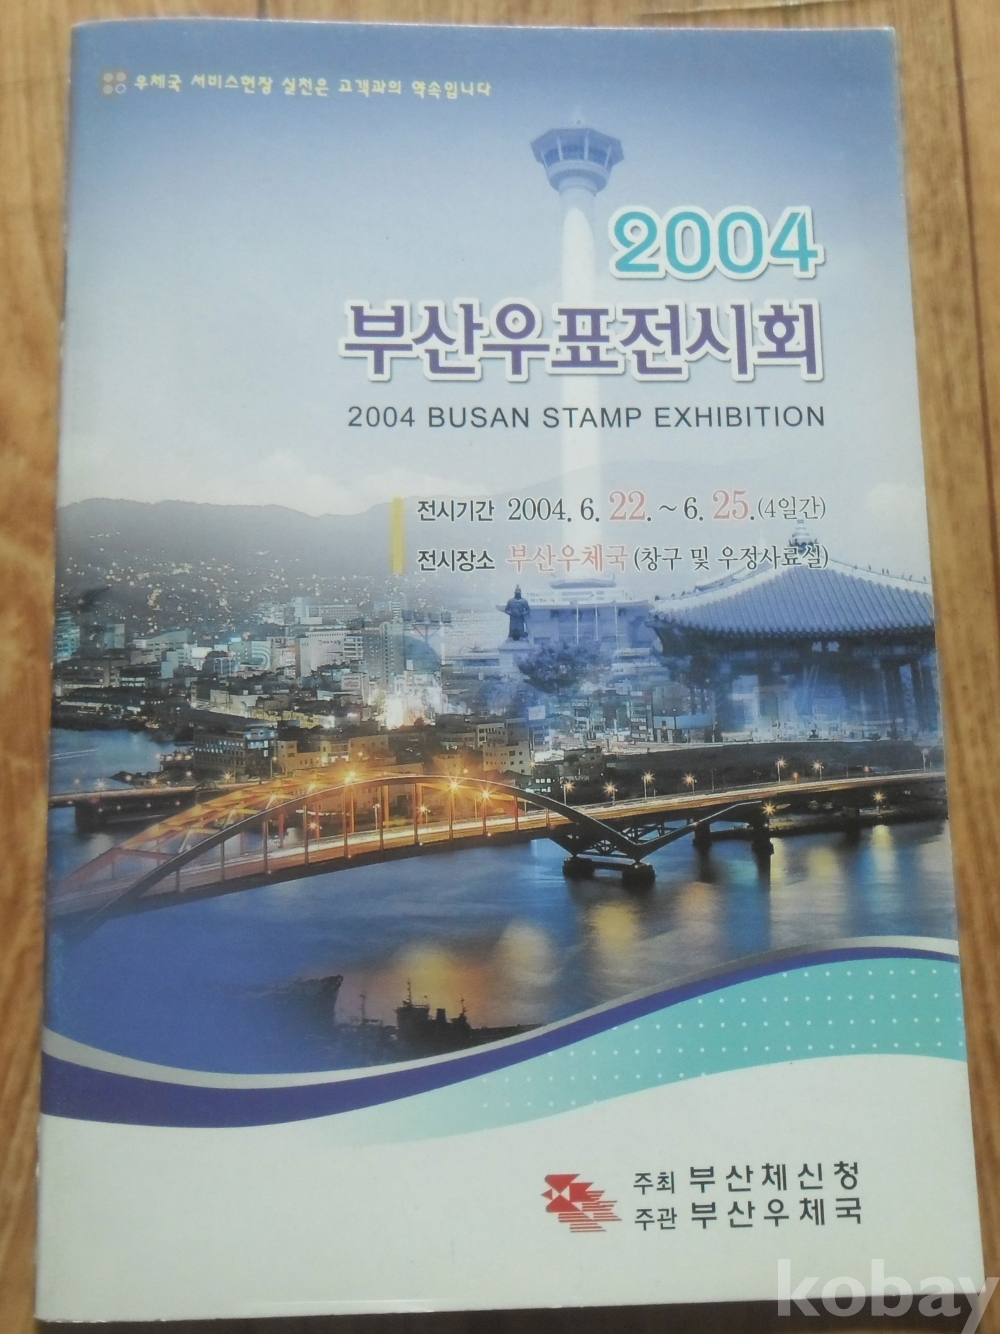 우체국 서비스헌장 실천은 고객과의 약속입니다
2004
부산우표전시회
2004 BUSAN STAMP EXHIBITION
전시기간 2004. 6. 22. ~ 6. 25.(4일간)
전시장소 부산우체국(창구 및 우정사료실)
주최 부산체신청
주관 부산우체국
kobay